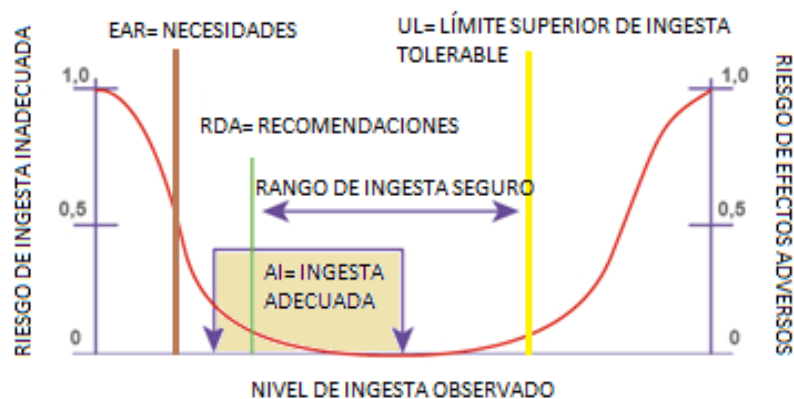 EAR= NECESIDADES
UL= LÍMITE SUPERIOR DE INGESTA
TOLERABLE
RIESGO DE INGESTA INADECUADA
1,0
1,0
RIESGO DE EFECTOS ADVERSOS
RDA= RECOMENDACIONES
RANGO DE INGESTA SEGURO
0,5
0,5
AI= INGESTA
ADECUADA
0
0
NIVEL DE INGESTA OBSERVADO